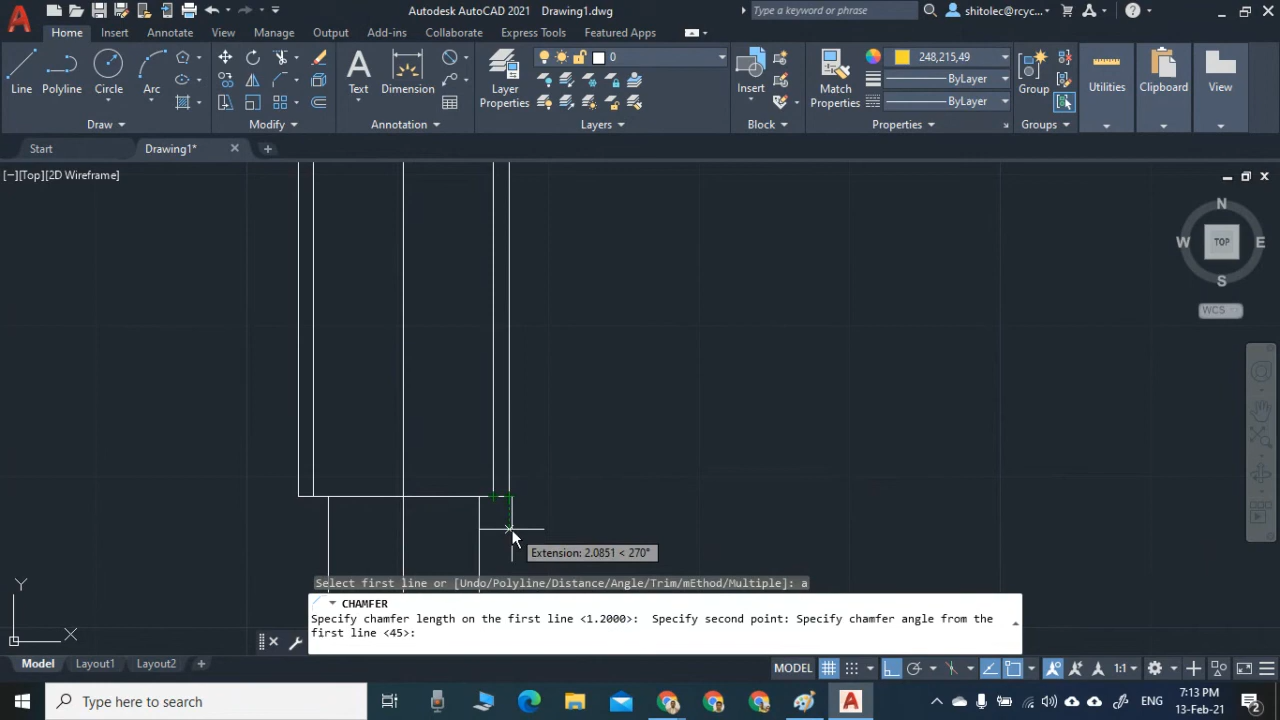 Autodesk AutoCAD 2021 Drawing1.dwg
Type a keyword or phrase
shitolec@rcyc...
Home Insert Annotate View Manage Output Add-ins Collaborate Express Tools Featured Apps
Line Polyline Circle Arc
Text Dimension
Layer Properties
0
Insert
Match Properties
248,215,49
ByLayer
ByLayer
Group
Utilities
Clipboard
View
Draw Modify Annotation Layers Block Properties Groups
Start Drawing1*
[−][Top][2D Wireframe]
N
W TOP E
S
WCS
Extension: 2.0851 < 270°
Select first line or [Undo/Polyline/Distance/Angle/Trim/mEthod/Multiple]: a
CHAMFER
Specify chamfer length on the first line <1.2000>: Specify second point: Specify chamfer angle from the
first line <45>:
Y
X
Model Layout1 Layout2
MODEL 1:1
Type here to search
ENG
7:13 PM
13-Feb-21
2